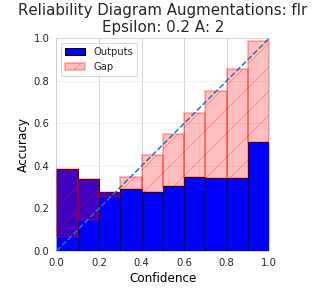 Reliability Diagram Augmentations: flr
Epsilon: 0.2 A: 2
Outputs
Gap
1.0
0.8
0.6
0.4
0.2
0.0
Accuracy
0.0 0.2 0.4 0.6 0.8 1.0
Confidence